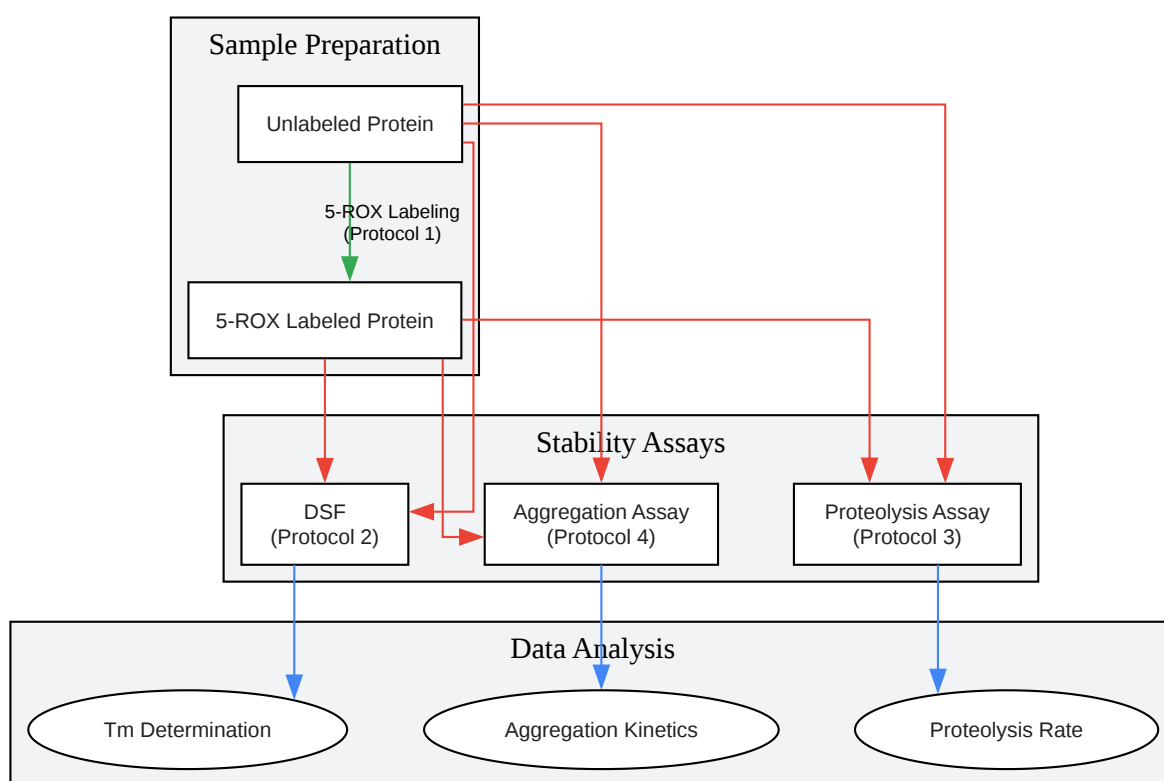 Sample Preparation
Unlabeled Protein
5-ROX Labeling
(Protocol 1)
5-ROX Labeled Protein
Stability Assays
DSF
(Protocol 2)
Aggregation Assay
(Protocol 4)
Proteolysis Assay
(Protocol 3)
Data Analysis
Tm Determination
Aggregation Kinetics
Proteolysis Rate